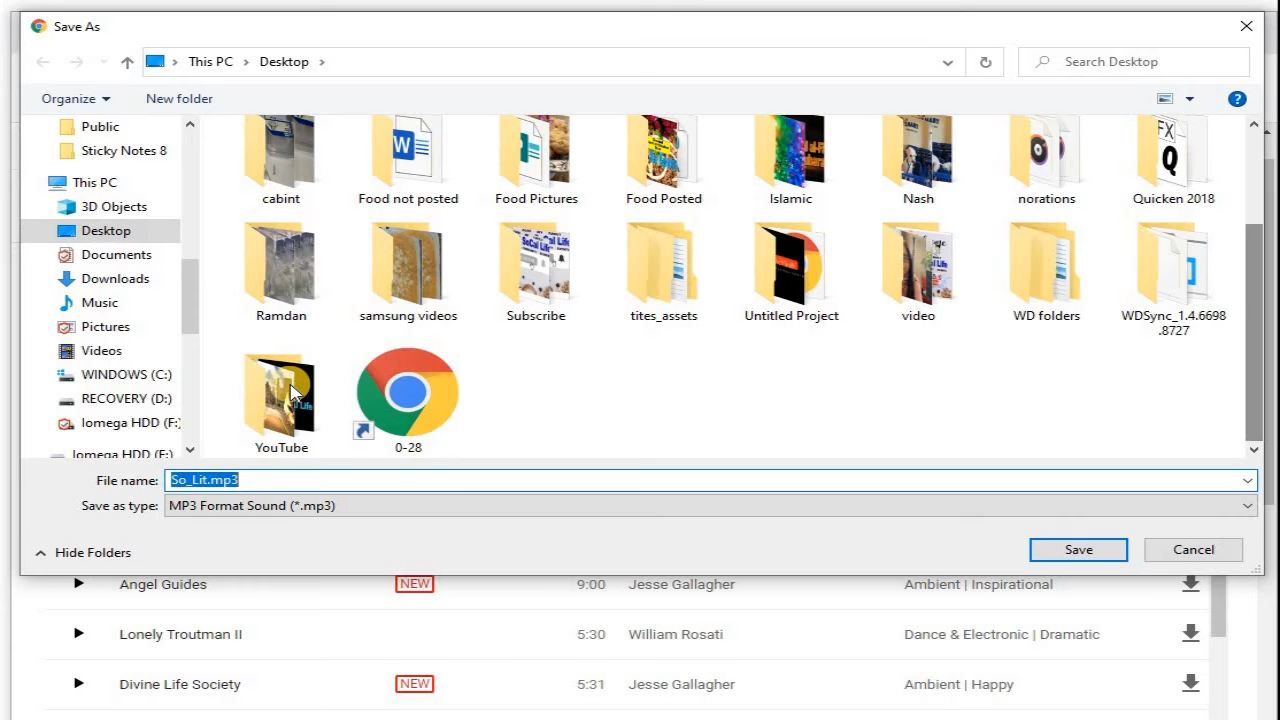 Save As
This PC > Desktop >
Search Desktop
Organize
New folder
Public
Sticky Notes 8
This PC
3D Objects
Desktop
Documents
Downloads
Music
Pictures
Videos
WINDOWS (C:)
RECOVERY (D:)
Iomega HDD (F:
Iomega HDD (F:)
cabint
Food not posted
Food Pictures
Food Posted
Islamic
Nash
norations
Quicken 2018
Ramdan
samsung videos
Subscribe
tites_assets
Untitled Project
video
WD folders
WDSync_1.4.6698
.8727
YouTube
0-28
File name: So_Lit.mp3
Save as type: MP3 Format Sound (*.mp3)
Hide Folders
Save
Cancel
Angel Guides NEW 9:00 Jesse Gallagher Ambient | Inspirational
Lonely Troutman II 5:30 William Rosati Dance & Electronic | Dramatic
Divine Life Society NEW 5:31 Jesse Gallagher Ambient | Happy